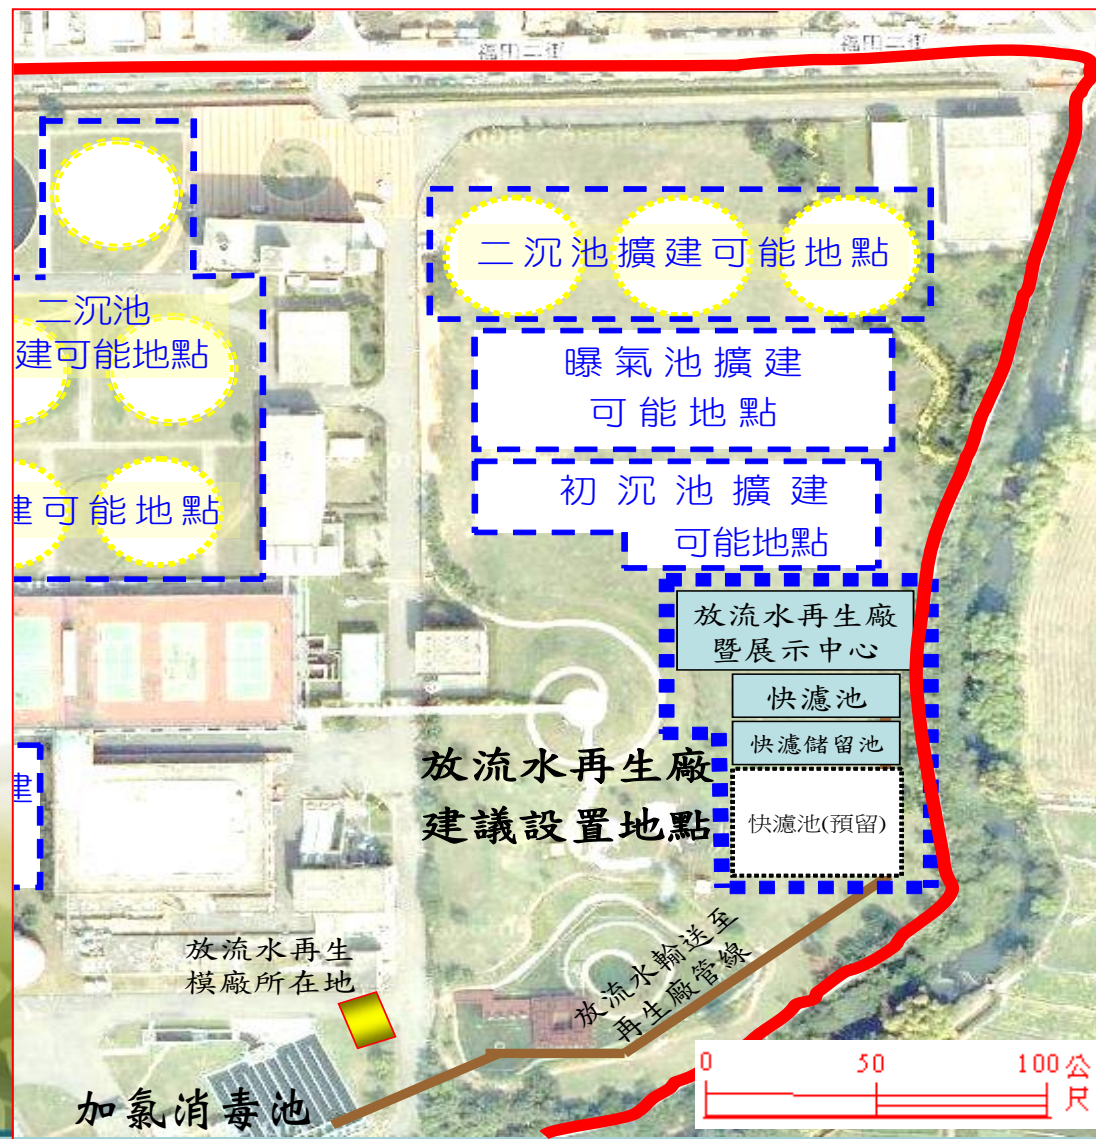 福田二街
福田二街
二沉池擴建可能地點
二沉池
建可能地點
曝氣池擴建
可能地點
建可能地點
初沉池擴建
可能地點
放流水再生廠
暨展示中心
快濾池
快濾儲留池
放流水再生廠
建議設置地點
快濾池(預留)
建
放流水再生
模廠所在地
放流水輸送至
再生廠管線
加氯消毒池
0 50 100 公
尺